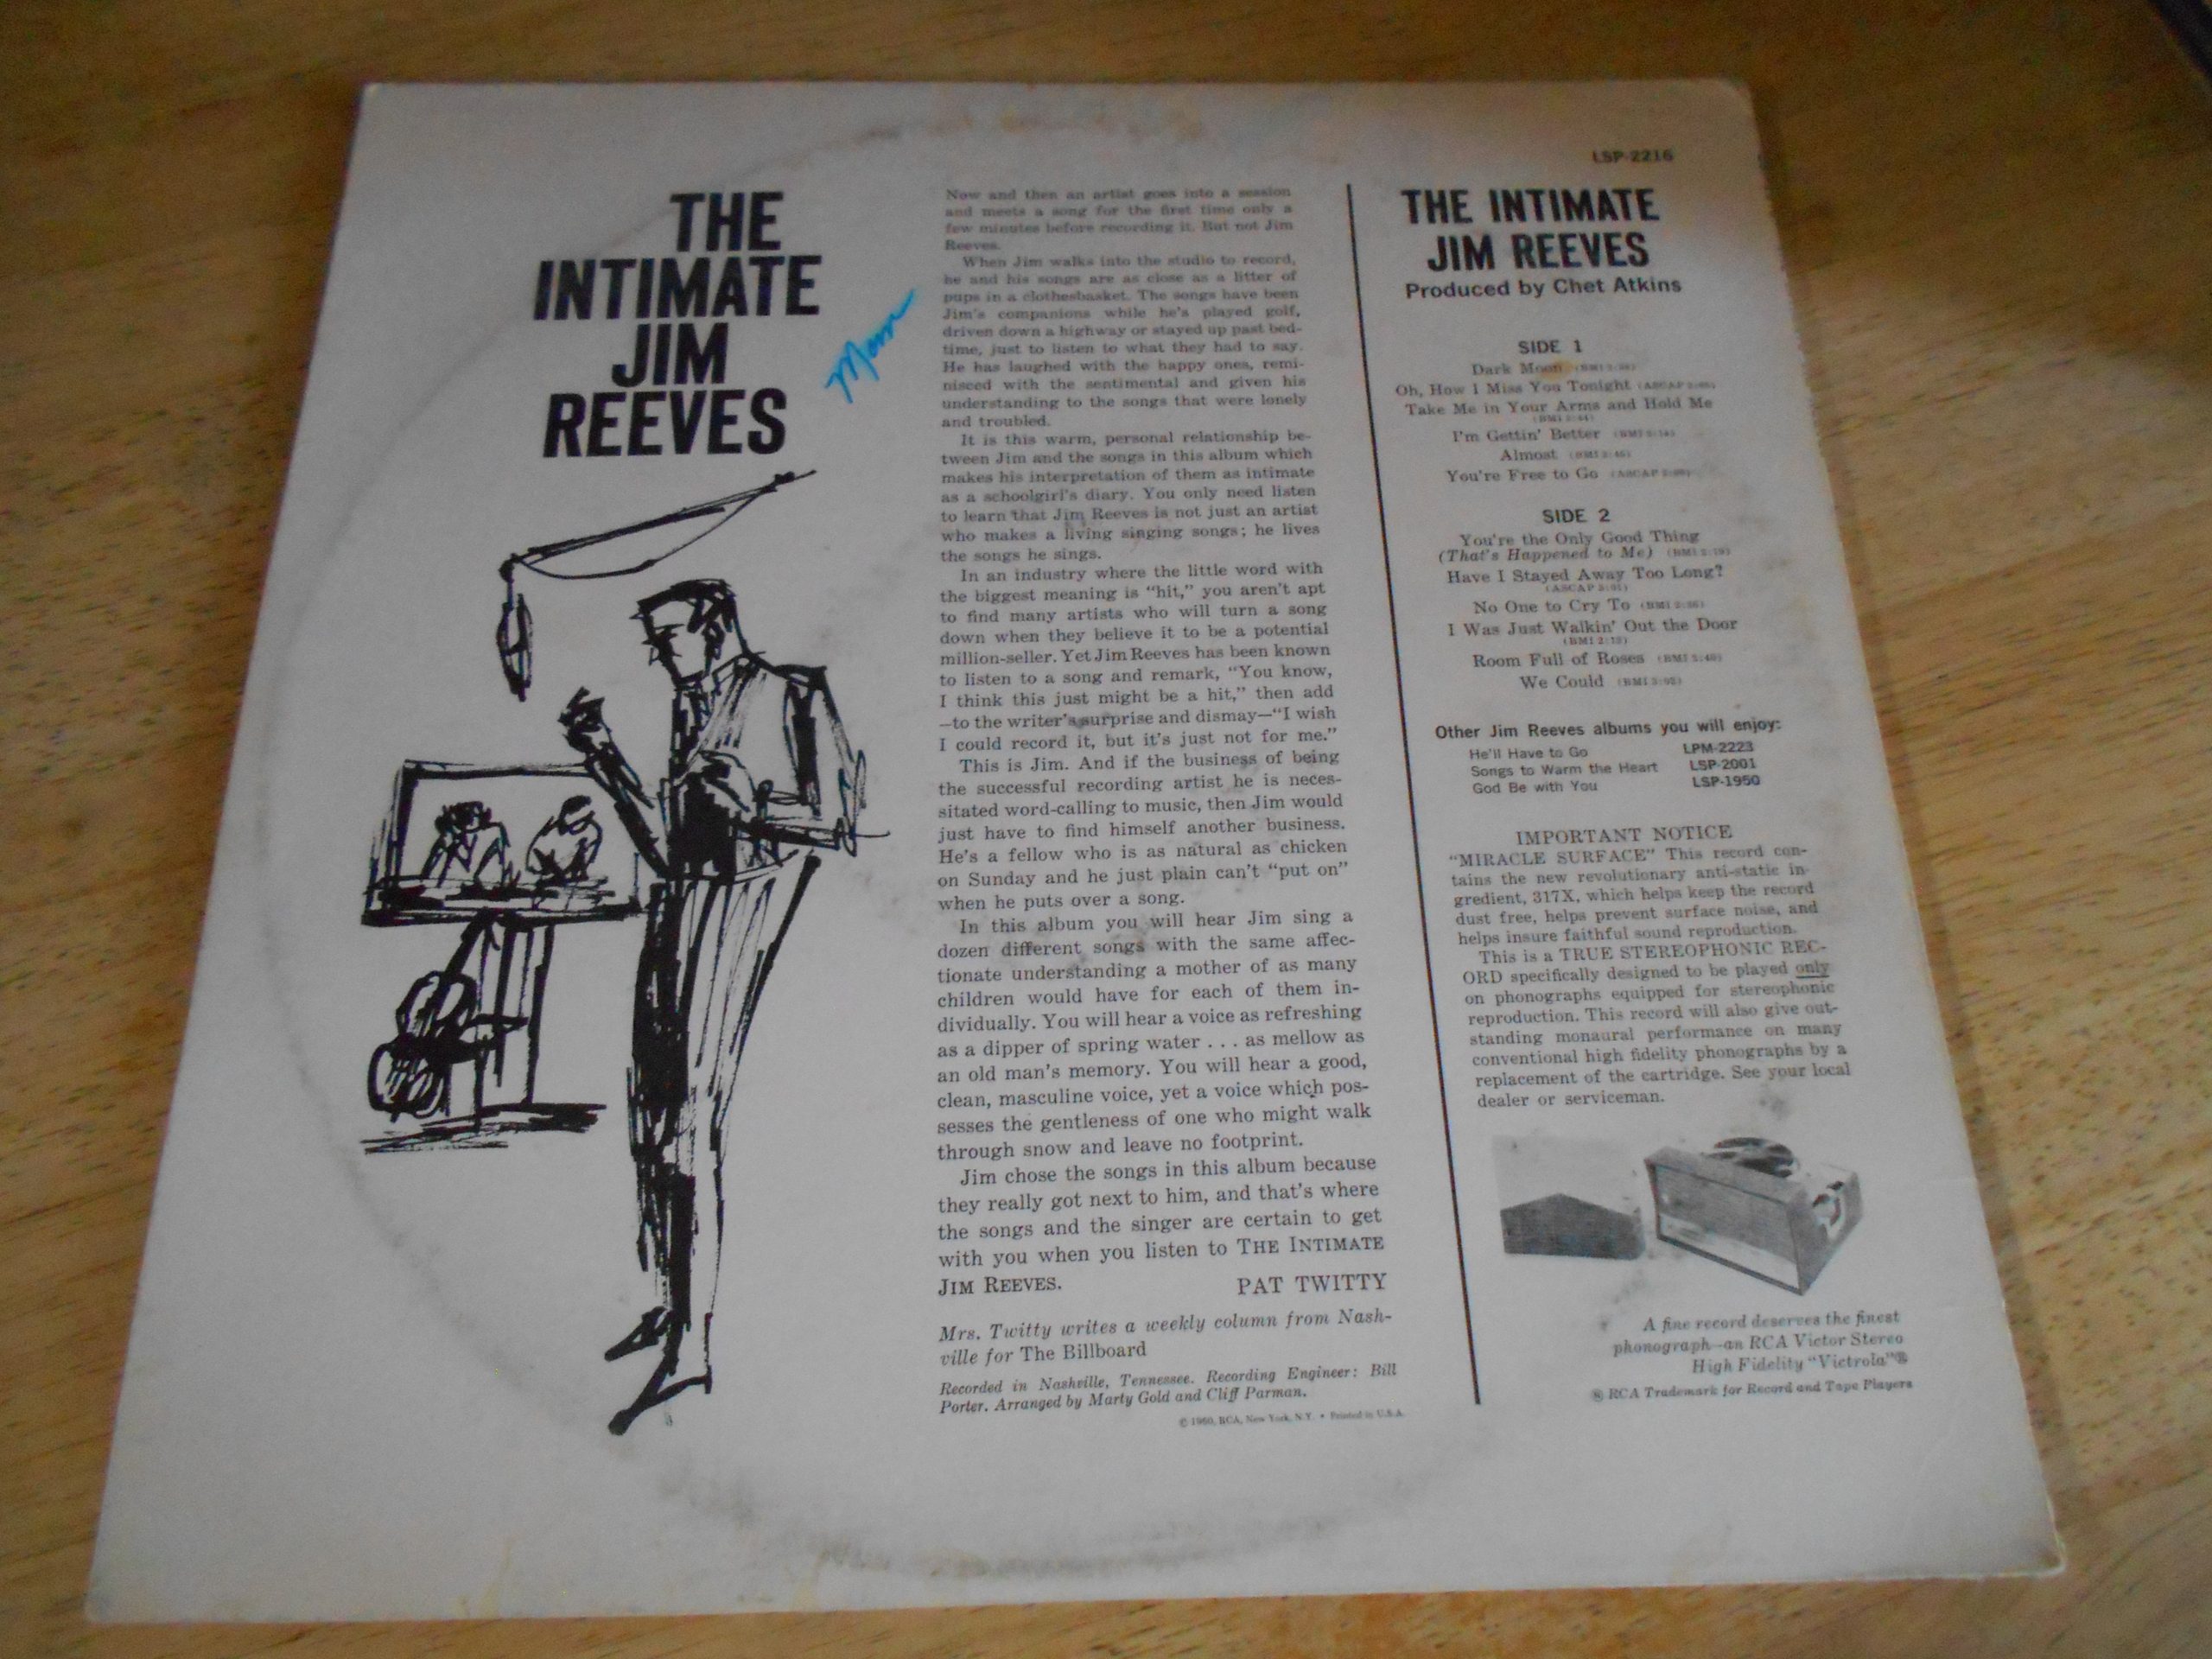 THE
INTIMATE
JIM
REEVES
Mom
Now and then an artist goes into a session
and meets a song for the first time only a
few minutes before recording it. But not Jim
Reeves.
When Jim walks into the studio to record,
he and his songs are as close as a litter of
pups in a clothesbasket. The songs have been
Jim's companions while he's played golf,
driven down a highway or stayed up past bed-
time, just to listen to what they had to say.
He has laughed with the happy ones, remi-
nisced with the sentimental and given his
understanding to the songs that were lonely
and troubled.
It is this warm, personal relationship be-
tween Jim and the songs in this album which
makes his interpretation of them as intimate
as a schoolgirl's diary. You only need listen
to learn that Jim Reeves is not just an artist
who makes a living singing songs; he lives
the songs he sings.
In an industry where the little word with
the biggest meaning is "hit," you aren't apt
to find many artists who will turn a song
down when they believe it to be a potential
million-seller. Yet Jim Reeves has been known
to listen to a song and remark, "You know,
I think this just might be a hit," then add
—to the writer's surprise and dismay—"I wish
I could record it, but it's just not for me."
This is Jim. And if the business of being
the successful recording artist he is neces-
sitated word-calling to music, then Jim would
just have to find himself another business.
He's a fellow who is as natural as chicken
on Sunday and he just plain can't "put on"
when he puts over a song.
In this album you will hear Jim sing a
dozen different songs with the same affec-
tionate understanding a mother of as many
children would have for each of them in-
dividually. You will hear a voice as refreshing
as a dipper of spring water . . . as mellow as
an old man's memory. You will hear a good,
clean, masculine voice, yet a voice which pos-
sesses the gentleness of one who might walk
through snow and leave no footprint.
Jim chose the songs in this album because
they really got next to him, and that's where
the songs and the singer are certain to get
with you when you listen to THE INTIMATE
JIM REEVES. PAT TWITTY
Mrs. Twitty writes a weekly column from Nash-
ville for The Billboard
Recorded in Nashville, Tennessee. Recording Engineer: Bill
Porter. Arranged by Marty Gold and Cliff Parman.
© 1960, RCA, New York, N.Y. • Printed in U.S.A.
LSP-2216
THE INTIMATE
JIM REEVES
Produced by Chet Atkins
SIDE 1
Dark Moon (BMI
Oh, How I Miss You Tonight (ASCAP
Take Me in Your Arms and Hold Me
(BMI
I'm Gettin' Better (BMI
Almost (BMI
You're Free to Go (ASCAP
SIDE 2
You're the Only Good Thing
(That's Happened to Me) (BMI
Have I Stayed Away Too Long?
(ASCAP
No One to Cry To (BMI
I Was Just Walkin' Out the Door
(BMI
Room Full of Roses (BMI
We Could (BMI
Other Jim Reeves albums you will enjoy:
He'll Have to Go LPM-2223
Songs to Warm the Heart LSP-2001
God Be with You LSP-1950
IMPORTANT NOTICE
"MIRACLE SURFACE" This record con-
tains the new revolutionary anti-static in-
gredient, 317X, which helps keep the record
dust free, helps prevent surface noise, and
helps insure faithful sound reproduction.
This is a TRUE STEREOPHONIC REC-
ORD specifically designed to be played only
on phonographs equipped for stereophonic
reproduction. This record will also give out-
standing monaural performance on many
conventional high fidelity phonographs by a
replacement of the cartridge. See your local
dealer or serviceman.
A fine record deserves the finest
phonograph—an RCA Victor Stereo
High Fidelity "Victrola"®
® RCA Trademark for Record and Tape Players